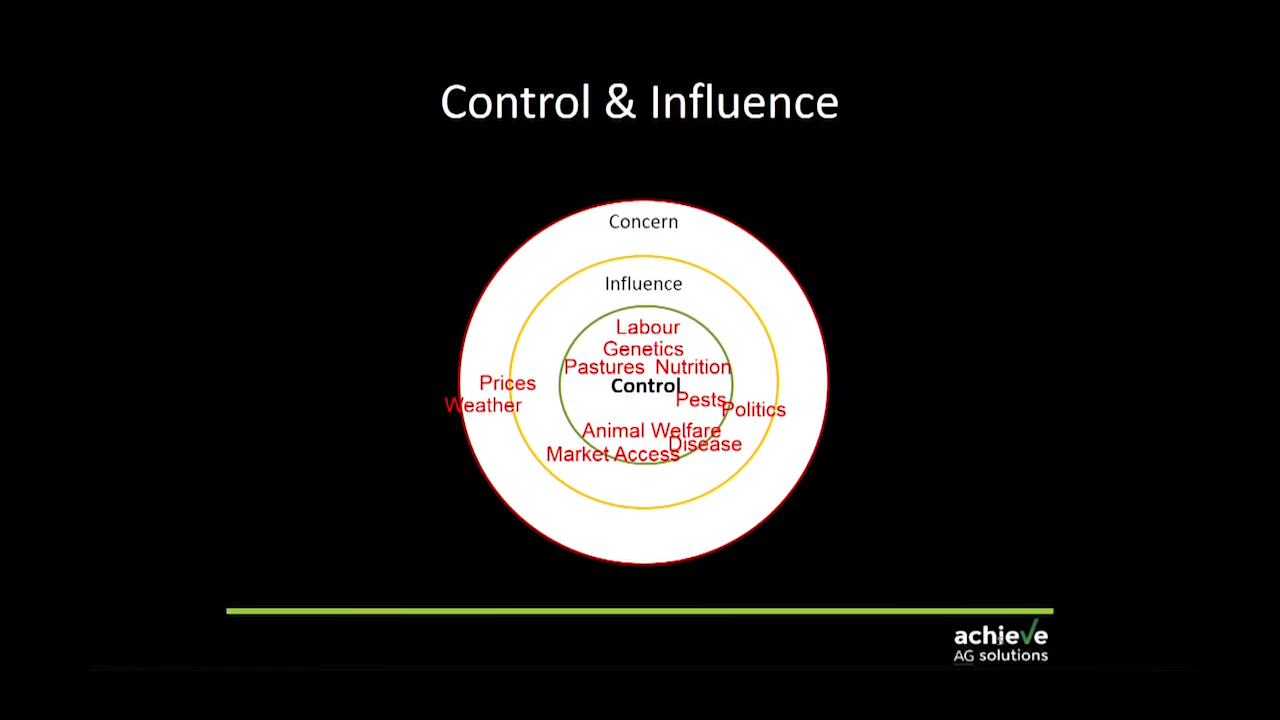 Control & Influence
Concern
Influence
Labour
Genetics
Pastures Nutrition
Prices
Control
Weather
Pests
Politics
Animal Welfare
Disease
Market Access
achieve
AG solutions